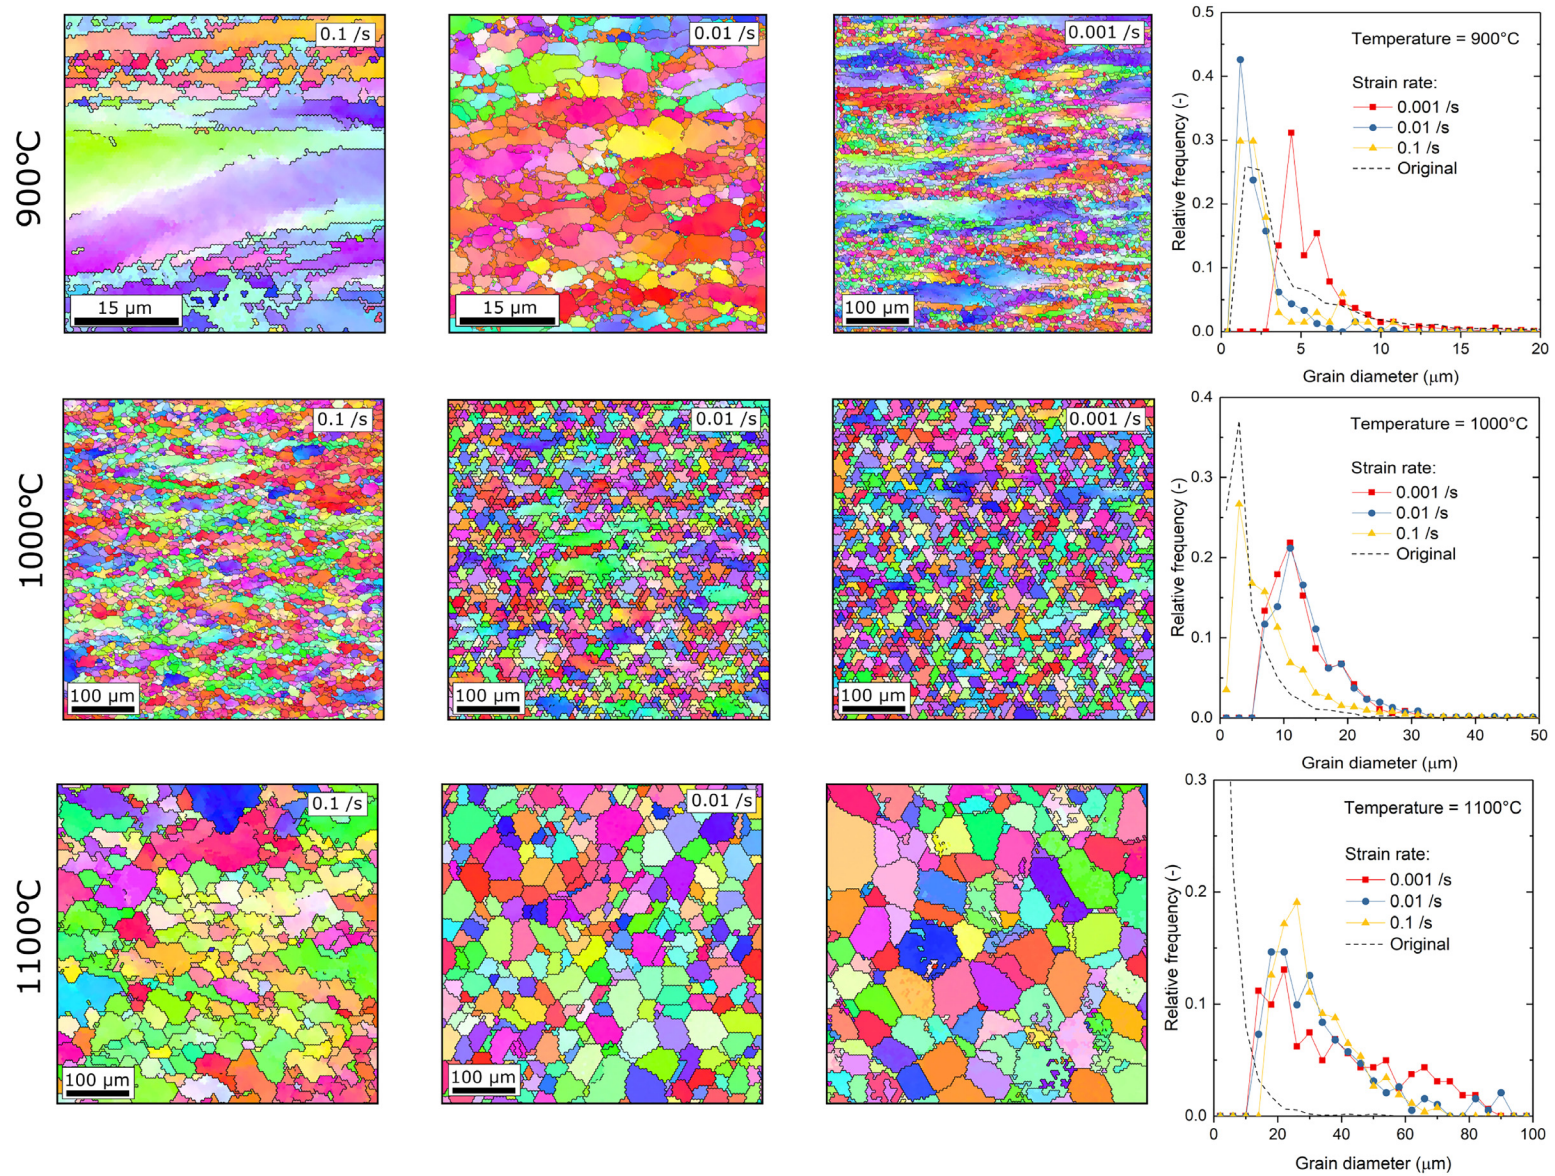 900°C
0.1 /s
15 μm
0.01 /s
15 μm
0.001 /s
100 μm
0.5
0.4
0.3
0.2
0.1
0.0
Relative frequency (-)
Temperature = 900°C
Strain rate:
0.001 /s
0.01 /s
0.1 /s
Original
0 5 10 15 20
Grain diameter (μm)
1000°C
0.1 /s
100 μm
0.01 /s
100 μm
0.001 /s
100 μm
0.4
0.3
0.2
0.1
0.0
Relative frequency (-)
Temperature = 1000°C
Strain rate:
0.001 /s
0.01 /s
0.1 /s
Original
0 10 20 30 40 50
Grain diameter (μm)
1100°C
0.1 /s
100 μm
0.01 /s
100 μm
0.3
0.2
0.1
0.0
Relative frequency (-)
Temperature = 1100°C
Strain rate:
0.001 /s
0.01 /s
0.1 /s
Original
0 20 40 60 80 100
Grain diameter (μm)